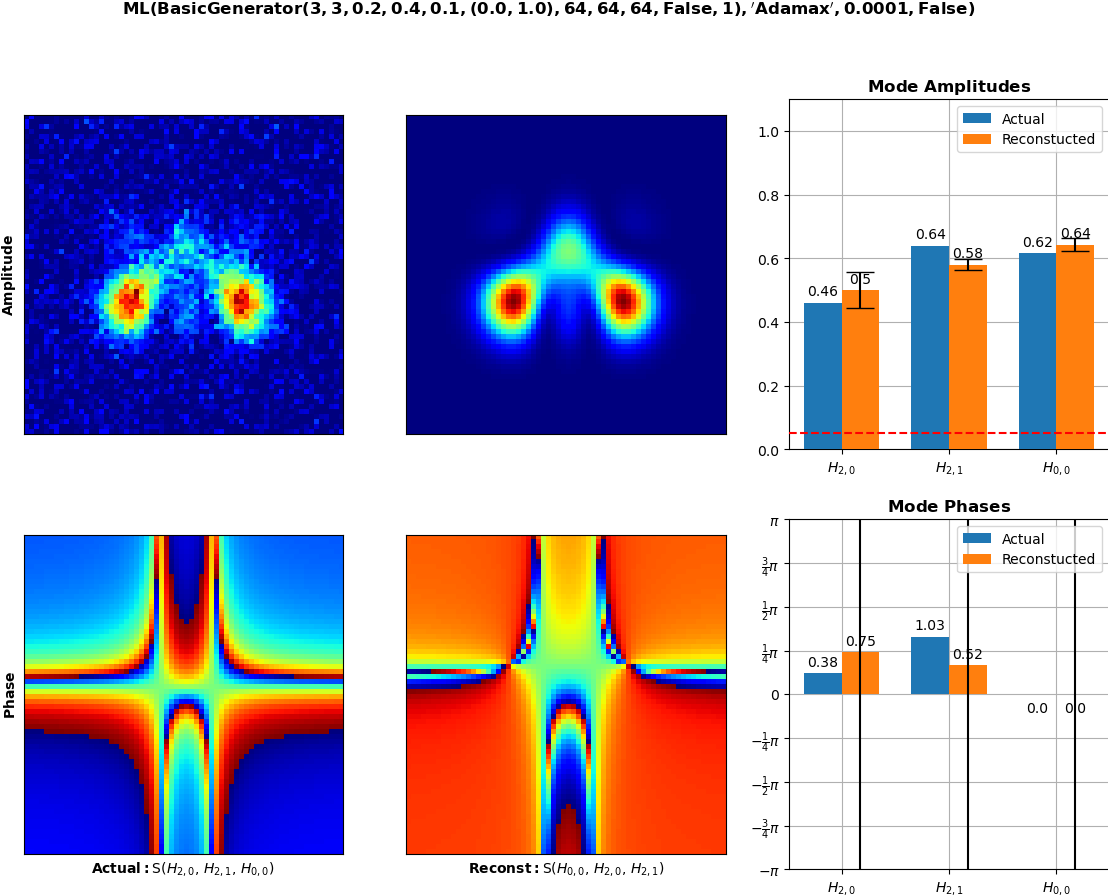 ML(BasicGenerator(3, 3, 0.2, 0.4, 0.1, (0.0, 1.0), 64, 64, 64, False, 1), ′Adamax′, 0.0001, False)
Amplitude
Mode Amplitudes
Actual
Reconstucted
1.0
0.8
0.6
0.4
0.2
0.0
0.46
0.5
0.64
0.58
0.62
0.64
H2, 0
H2, 1
H0, 0
Phase
Actual: S(H2, 0, H2, 1, H0, 0)
Reconst: S(H0, 0, H2, 0, H2, 1)
Mode Phases
Actual
Reconstucted
π
3/4π
1/2π
1/4π
0
−1/4π
−1/2π
−3/4π
−π
0.38
0.75
1.03
0.52
0.0
0.0
H2, 0
H2, 1
H0, 0